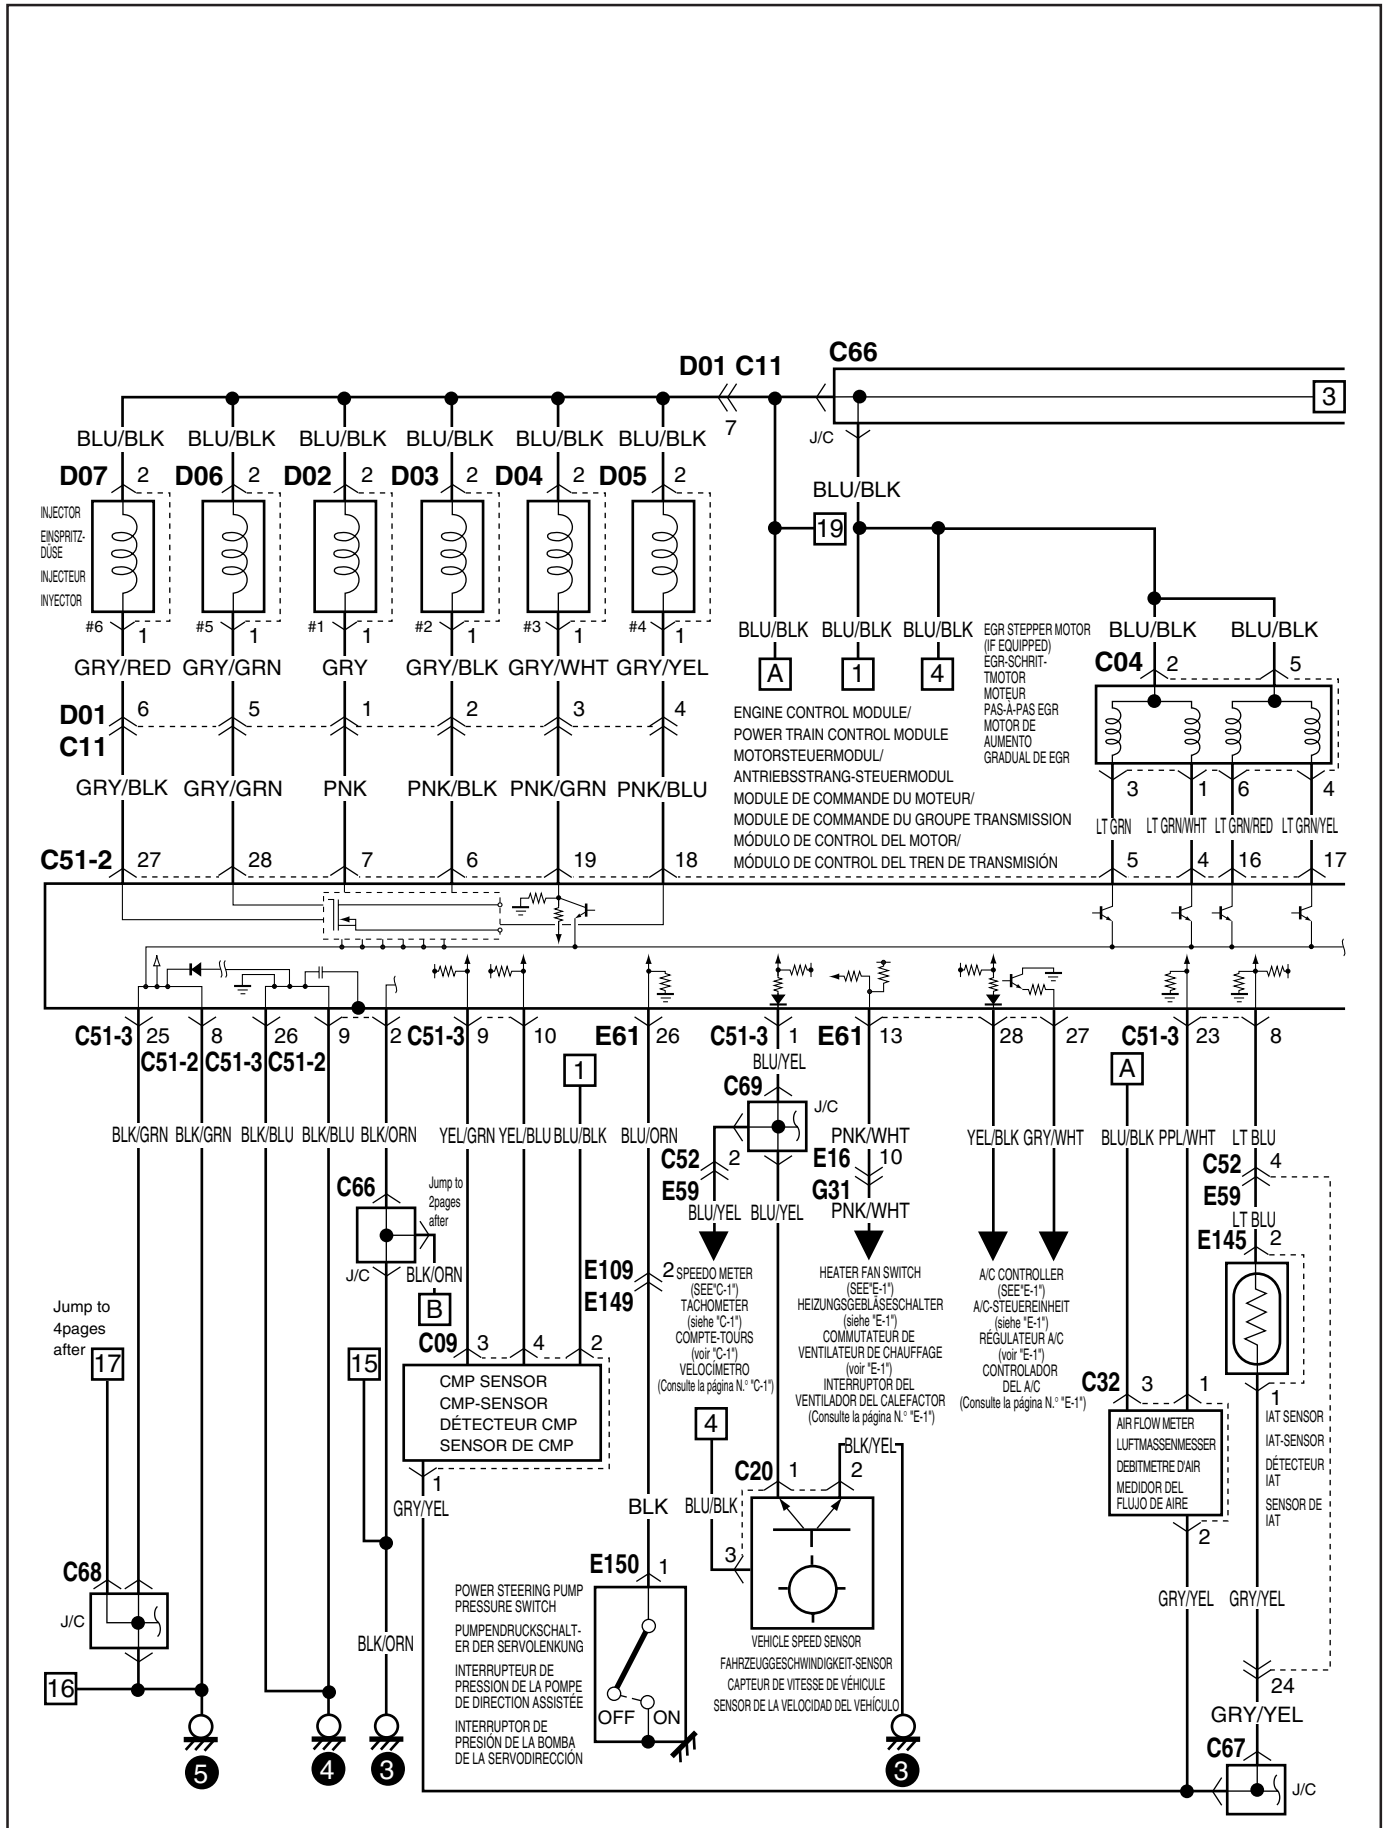 D01 C11
C66
3
7
J/C
BLU/BLK BLU/BLK BLU/BLK BLU/BLK BLU/BLK BLU/BLK
D07 2 D06 2 D02 2 D03 2 D04 2 D05 2
BLU/BLK
19
INJECTOR
EINSPRITZ-
DÜSE
INJECTEUR
INYECTOR
#6 1 #5 1 #1 1 #2 1 #3 1 #4 1
GRY/RED GRY/GRN GRY GRY/BLK GRY/WHT GRY/YEL
BLU/BLK BLU/BLK BLU/BLK
A 1 4
EGR STEPPER MOTOR
(IF EQUIPPED)
EGR-SCHRIT-
TMOTOR
MOTEUR
PAS-À-PAS EGR
MOTOR DE
AUMENTO
GRADUAL DE EGR
BLU/BLK BLU/BLK
C04 2 5
D01 6 5 1 2 3 4
C11
GRY/BLK GRY/GRN PNK PNK/BLK PNK/GRN PNK/BLU
ENGINE CONTROL MODULE/
POWER TRAIN CONTROL MODULE
MOTORSTEUERMODUL/
ANTRIEBSSTRANG-STEUERMODUL
MODULE DE COMMANDE DU MOTEUR/
MODULE DE COMMANDE DU GROUPE TRANSMISSION
MÓDULO DE CONTROL DEL MOTOR/
MÓDULO DE CONTROL DEL TREN DE TRANSMISIÓN
3 1 6 4
LT GRN LT GRN/WHT LT GRN/RED LT GRN/YEL
C51-2 27 28 7 6 19 18 5 4 16 17
C51-3 25 8 26 9 2 C51-3 9 10 E61 26 C51-3 1 E61 13 28 27 C51-3 23 8
C51-2 C51-3 C51-2
1
BLU/YEL
A
C69
J/C
BLK/GRN BLK/GRN BLK/BLU BLK/BLU BLK/ORN YEL/GRN YEL/BLU BLU/BLK BLU/ORN PNK/WHT YEL/BLK GRY/WHT BLU/BLK PPL/WHT LT BLU
C52 2
E59
E16 10
G31
C52 4
E59
C66
Jump to
2pages
after
BLU/YEL BLU/YEL PNK/WHT
LT BLU
E145 2
J/C
BLK/ORN
B
E109 2
E149
SPEEDO METER
(SEE"C-1")
TACHOMETER
(siehe "C-1")
COMPTE-TOURS
(voir "C-1")
VELOCÍMETRO
(Consulte la página N.° "C-1")
HEATER FAN SWITCH
(SEE"E-1")
HEIZUNGSGEBLÄSESCHALTER
(siehe "E-1")
COMMUTATEUR DE
VENTILATEUR DE CHAUFFAGE
(voir "E-1")
INTERRUPTOR DEL
VENTILADOR DEL CALEFACTOR
(Consulte la página N.° "E-1")
A/C CONTROLLER
(SEE"E-1")
A/C-STEUEREINHEIT
(siehe "E-1")
RÉGULATEUR A/C
(voir "E-1")
CONTROLADOR
DEL A/C
(Consulte la página N.° "E-1")
Jump to
4pages
after
17
15
C09 3 4 2
CMP SENSOR
CMP-SENSOR
DÉTECTEUR CMP
SENSOR DE CMP
1
GRY/YEL
C32 3 1
AIR FLOW METER
LUFTMASSENMESSER
DEBITMETRE D'AIR
MEDIDOR DEL
FLUJO DE AIRE
2
1
IAT SENSOR
IAT-SENSOR
DÉTECTEUR
IAT
SENSOR DE
IAT
4
BLK/YEL
C20 1 2
BLK
BLU/BLK
3
E150 1
C68
J/C
POWER STEERING PUMP
PRESSURE SWITCH
PUMPENDRUCKSCHALT-
ER DER SERVOLENKUNG
INTERRUPTEUR DE
PRESSION DE LA POMPE
DE DIRECTION ASSISTÉE
INTERRUPTOR DE
PRESIÓN DE LA BOMBA
DE LA SERVODIRECCIÓN
OFF ON
VEHICLE SPEED SENSOR
FAHRZEUGGESCHWINDIGKEIT-SENSOR
CAPTEUR DE VITESSE DE VÉHICULE
SENSOR DE LA VELOCIDAD DEL VEHÍCULO
GRY/YEL GRY/YEL
BLK/ORN
16
24
GRY/YEL
C67
J/C
5 4 3 3